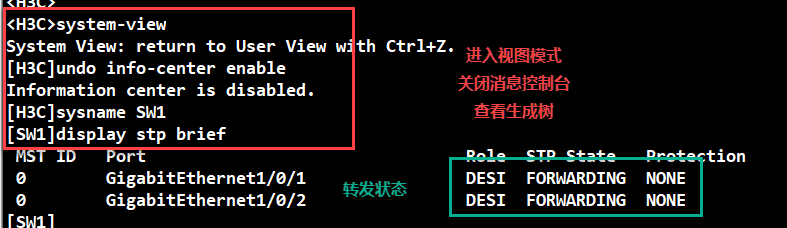 <H3C>
<H3C>system-view
System View: return to User View with Ctrl+Z.
进入视图模式
[H3C]undo info-center enable
关闭消息控制台
Information center is disabled.
[H3C]sysname SW1
查看生成树
[SW1]display stp brief
MST ID Port Role STP State Protection
0 GigabitEthernet1/0/1 DESI FORWARDING NONE
转发状态
0 GigabitEthernet1/0/2 DESI FORWARDING NONE
[SW1]